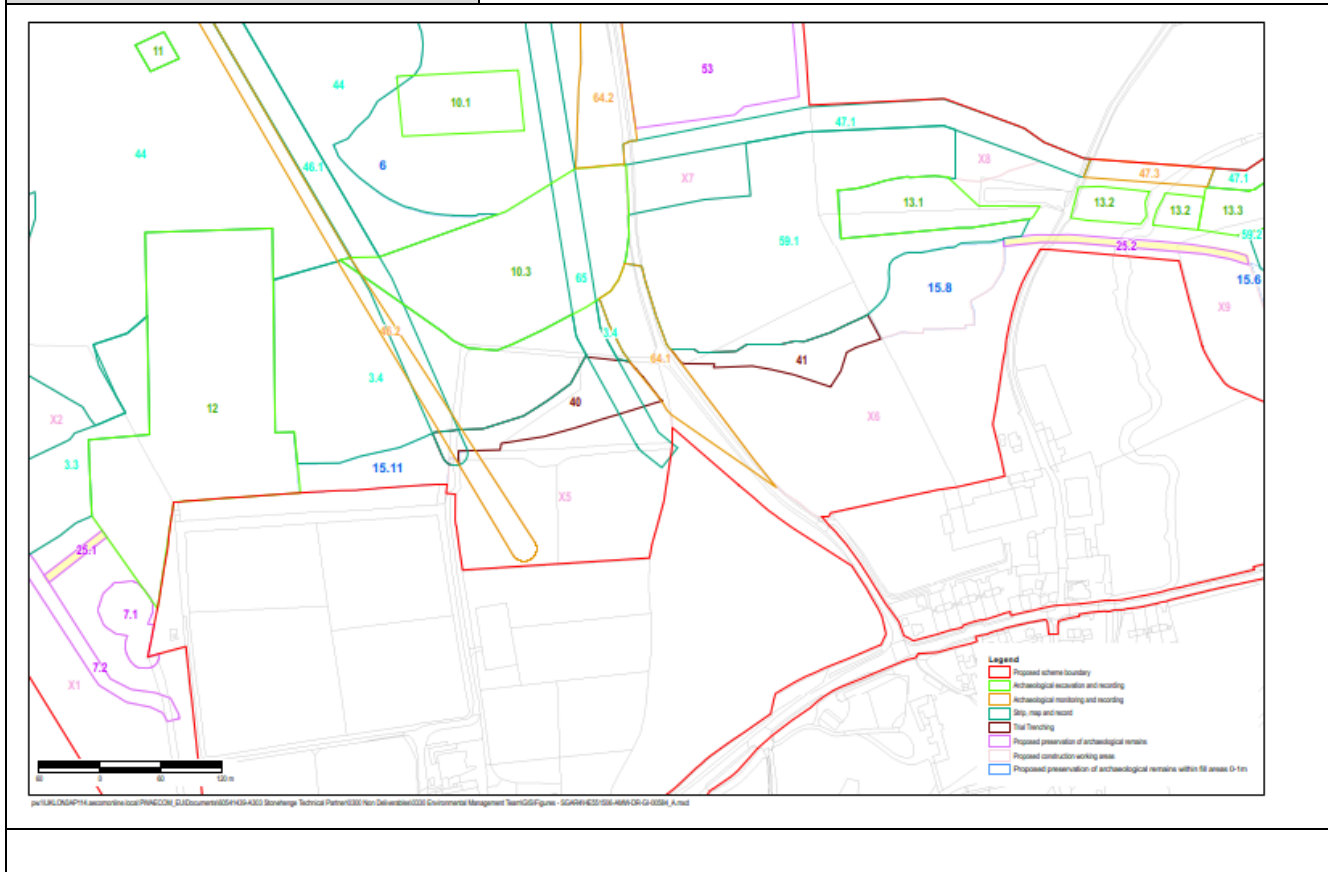 11
53
44
10.1
64.2
47.1
44
46.1
6
X7
X8
47.3
47.1
13.1
13.2
13.2
13.3
59.1
59.2
25.2
10.3
65
15.8
15.6
X9
46.2
3.4
64.1
41
3.4
40
12
X2
X6
3.3
15.11
X5
25.1
7.1
7.2
X1
Legend
Proposed scheme boundary
Archaeological excavation and recording
Archaeological monitoring and recording
Strip, map and record
Trial Trenching
Proposed preservation of archaeological remains
Proposed construction working areas
Proposed preservation of archaeological remains within fill areas 0-1m
60 0 60 120 m